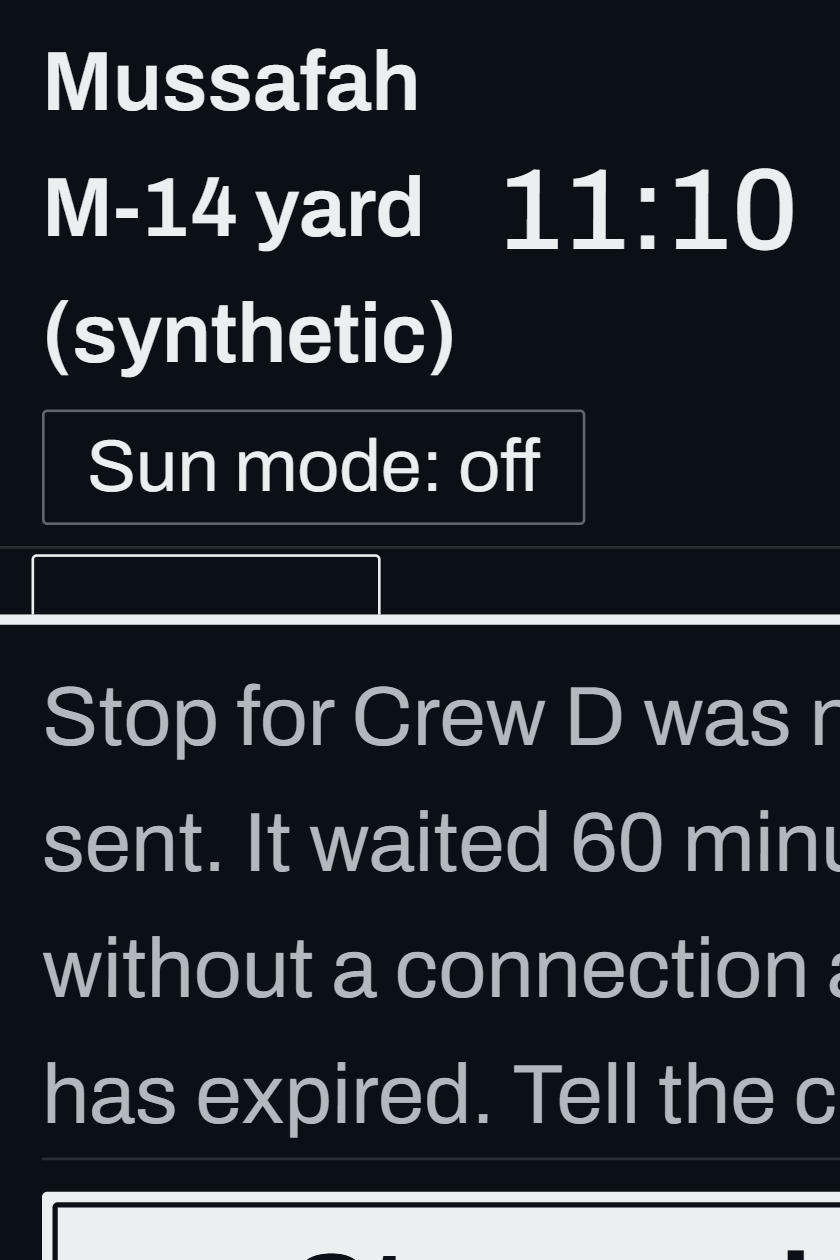 Mussafah
M-14 yard
(synthetic)
11:10
Sun mode: off
Stop for Crew D was
sent. It waited 60
without a connection
has expired. Tell the